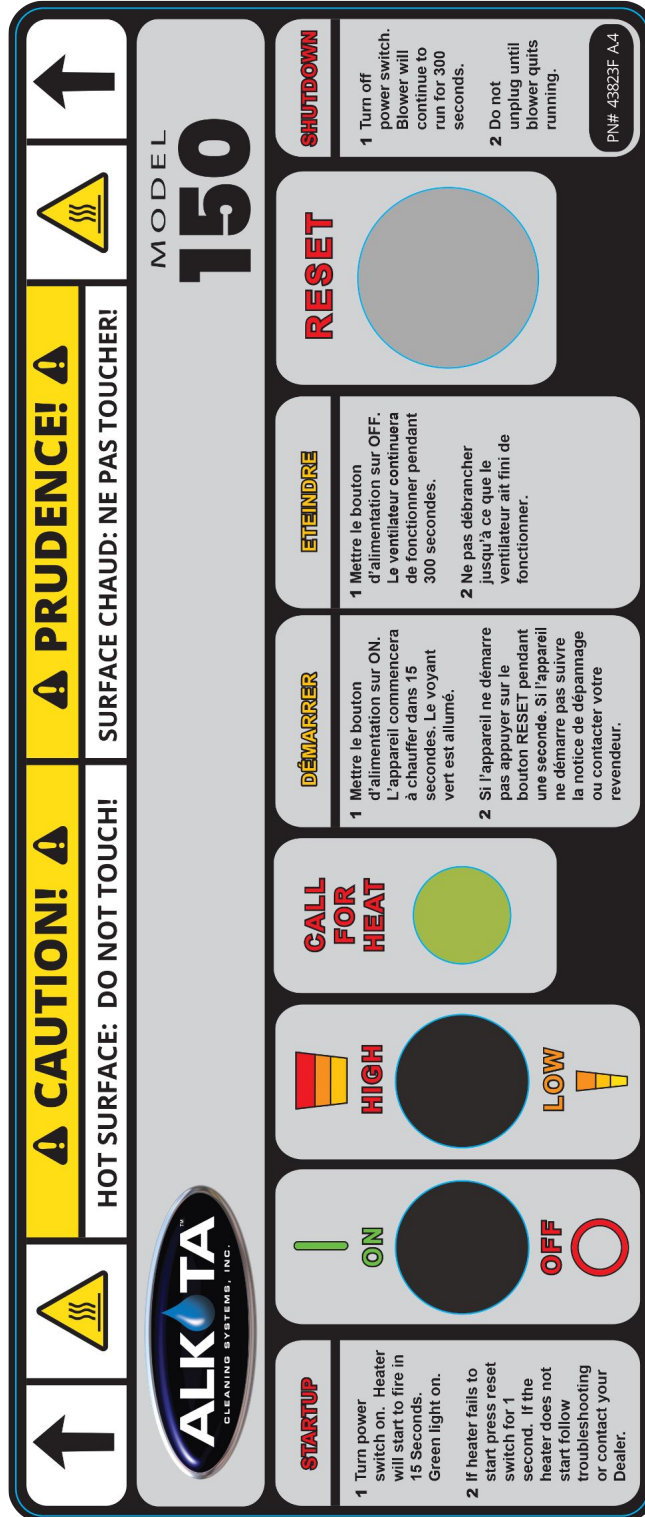 ⚠ CAUTION! ⚠
⚠ PRUDENCE! ⚠
HOT SURFACE: DO NOT TOUCH!
SURFACE CHAUD: NE PAS TOUCHER!
ALKOTA™
CLEANING SYSTEMS, INC.
MODEL
150
STARTUP
1 Turn power
switch on. Heater
will start to fire in
15 Seconds.
Green light on.
2 If heater fails to
start press reset
switch for 1
second. If the
heater does not
start follow
troubleshooting
or contact your
Dealer.
ON
OFF
HIGH
LOW
CALL
FOR
HEAT
DÉMARRER
1 Mettre le bouton
d'alimentation sur ON.
L'appareil commencera
à chauffer dans 15
secondes. Le voyant
vert est allumé.
2 Si l'appareil ne démarre
pas appuyer sur le
bouton RESET pendant
une seconde. Si l'appareil
ne démarre pas suivre
la notice de dépannage
ou contacter votre
revendeur.
ETEINDRE
1 Mettre le bouton
d'alimentation sur OFF.
Le ventilateur continuera
de fonctionner pendant
300 secondes.
2 Ne pas débrancher
jusqu'à ce que le
ventilateur ait fini de
fonctionner.
RESET
SHUTDOWN
1 Turn off
power switch.
Blower will
continue to
run for 300
seconds.
2 Do not
unplug until
blower quits
running.
PN# 43823F A.4